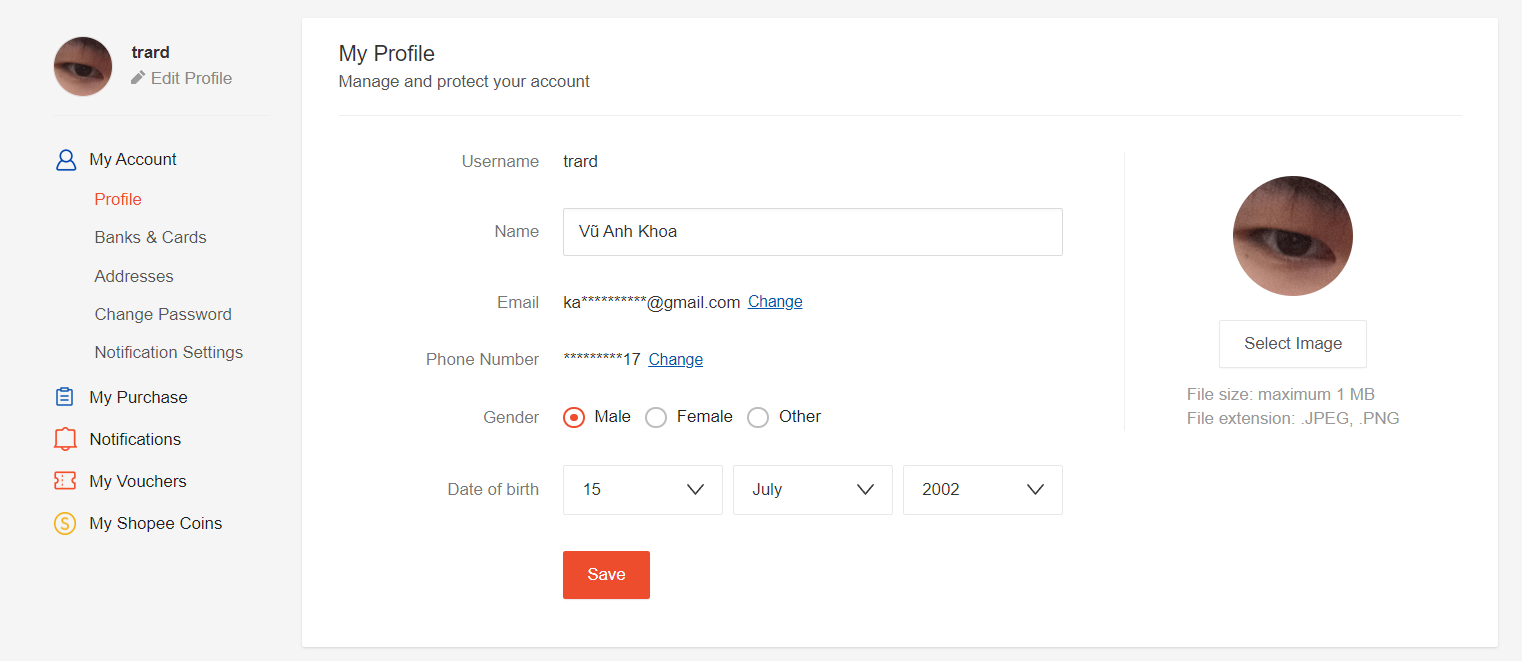 trard
Edit Profile
My Account
Profile
Banks & Cards
Addresses
Change Password
Notification Settings
My Purchase
Notifications
My Vouchers
S My Shopee Coins
My Profile
Manage and protect your account
Username trard
Name Vũ Anh Khoa
Email ka**********@gmail.com Change
Phone Number *********17 Change
Gender Male Female Other
Date of birth 15 July 2002
Save
Select Image
File size: maximum 1 MB
File extension: .JPEG, .PNG